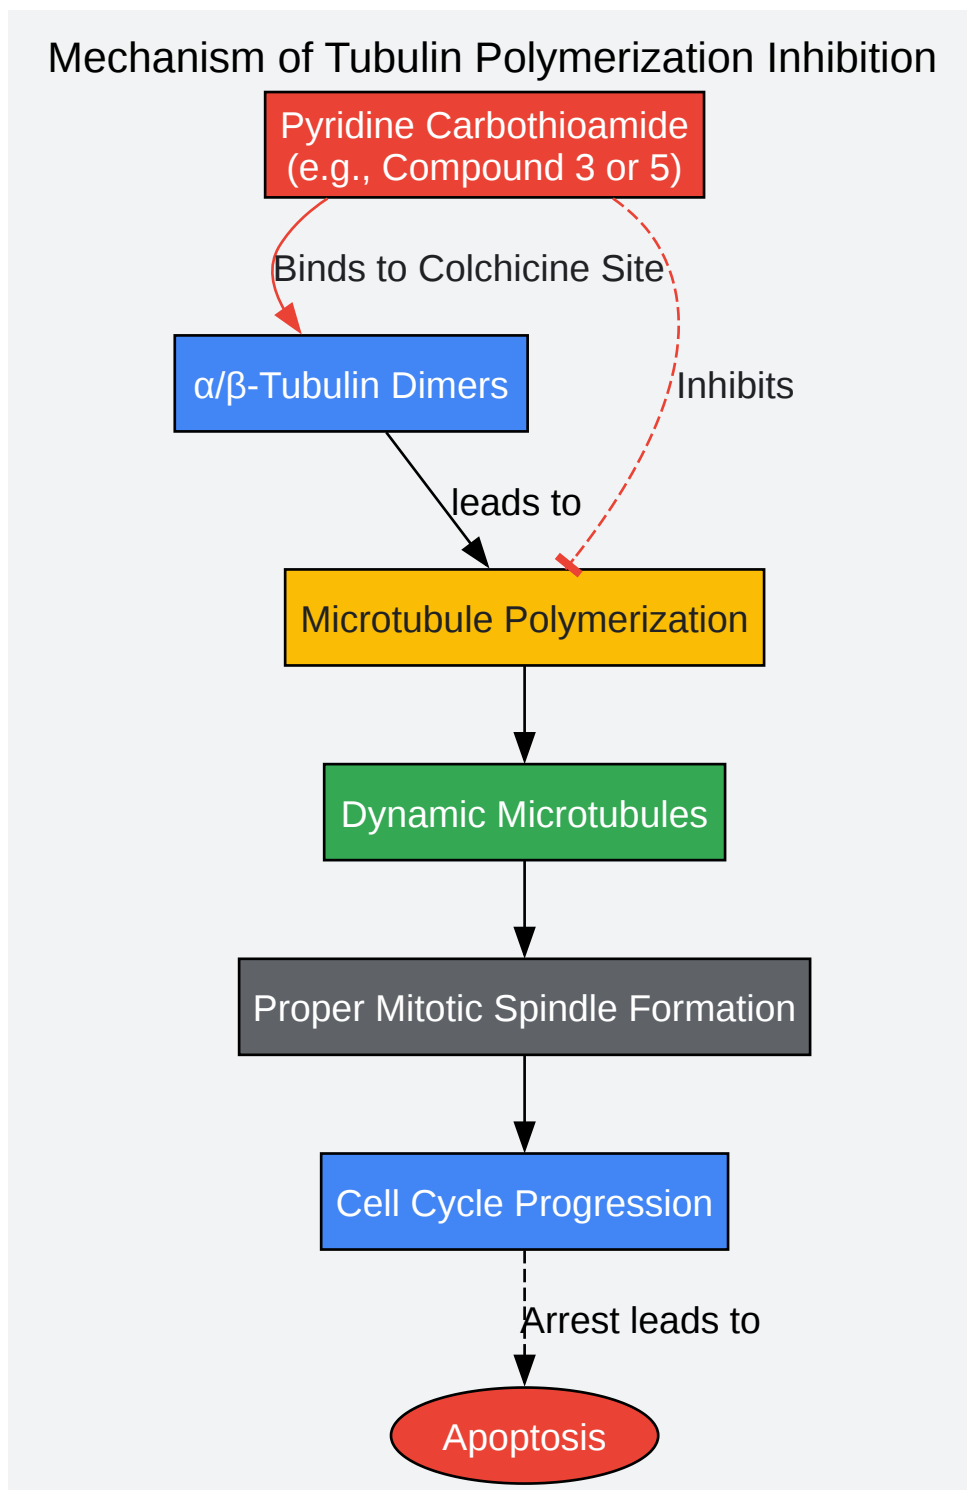 Mechanism of Tubulin Polymerization Inhibition
Pyridine Carbothioamide
(e.g., Compound 3 or 5)
Binds to Colchicine Site
α/β-Tubulin Dimers
Inhibits
leads to
Microtubule Polymerization
Dynamic Microtubules
Proper Mitotic Spindle Formation
Cell Cycle Progression
Arrest leads to
Apoptosis